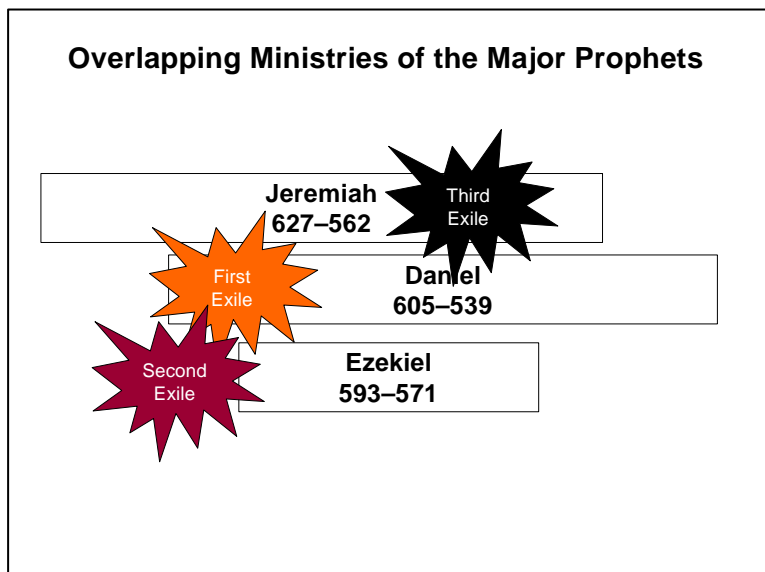 Overlapping Ministries of the Major Prophets
Jeremiah
627–562
Third
Exile
First
Exile
Daniel
605–539
Second
Exile
Ezekiel
593–571